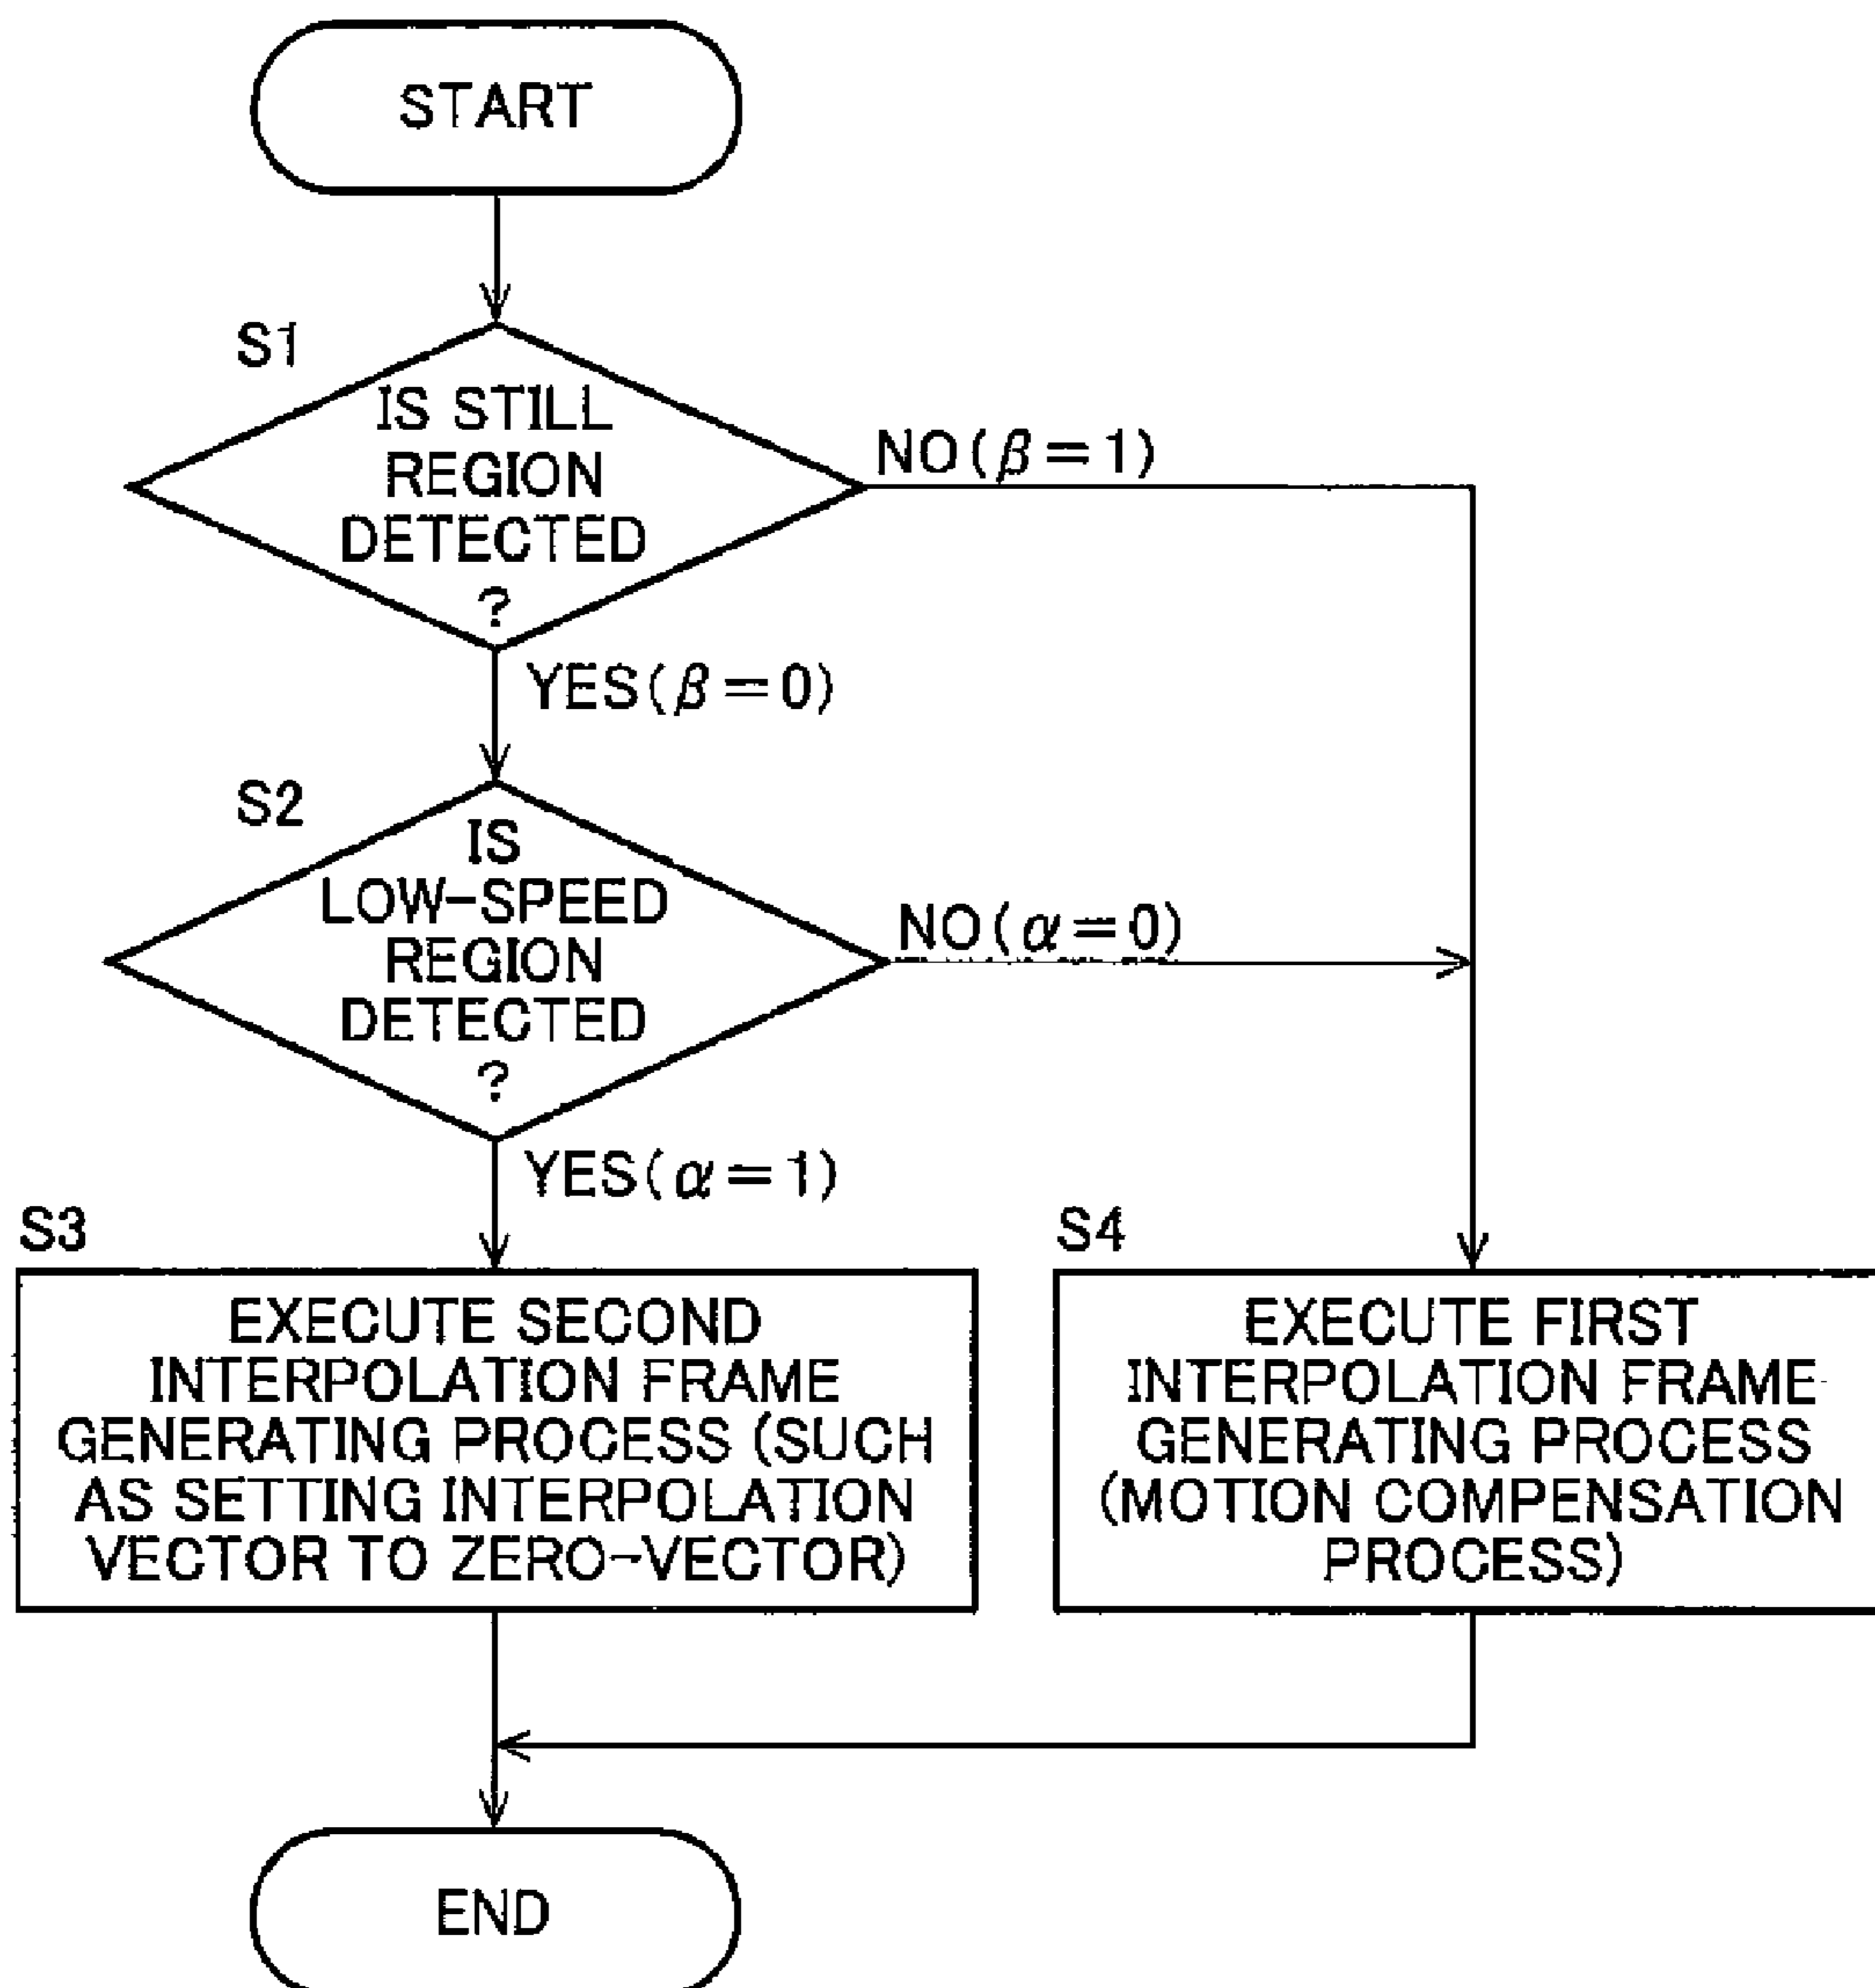 START
S1
IS STILL
REGION
DETECTED
?
NO(β=1)
YES(β=0)
S2
IS
LOW-SPEED
REGION
DETECTED
?
NO(α=0)
YES(α=1)
S3
EXECUTE SECOND
INTERPOLATION FRAME
GENERATING PROCESS (SUCH
AS SETTING INTERPOLATION
VECTOR TO ZERO-VECTOR)
S4
EXECUTE FIRST
INTERPOLATION FRAME
GENERATING PROCESS
(MOTION COMPENSATION
PROCESS)
END